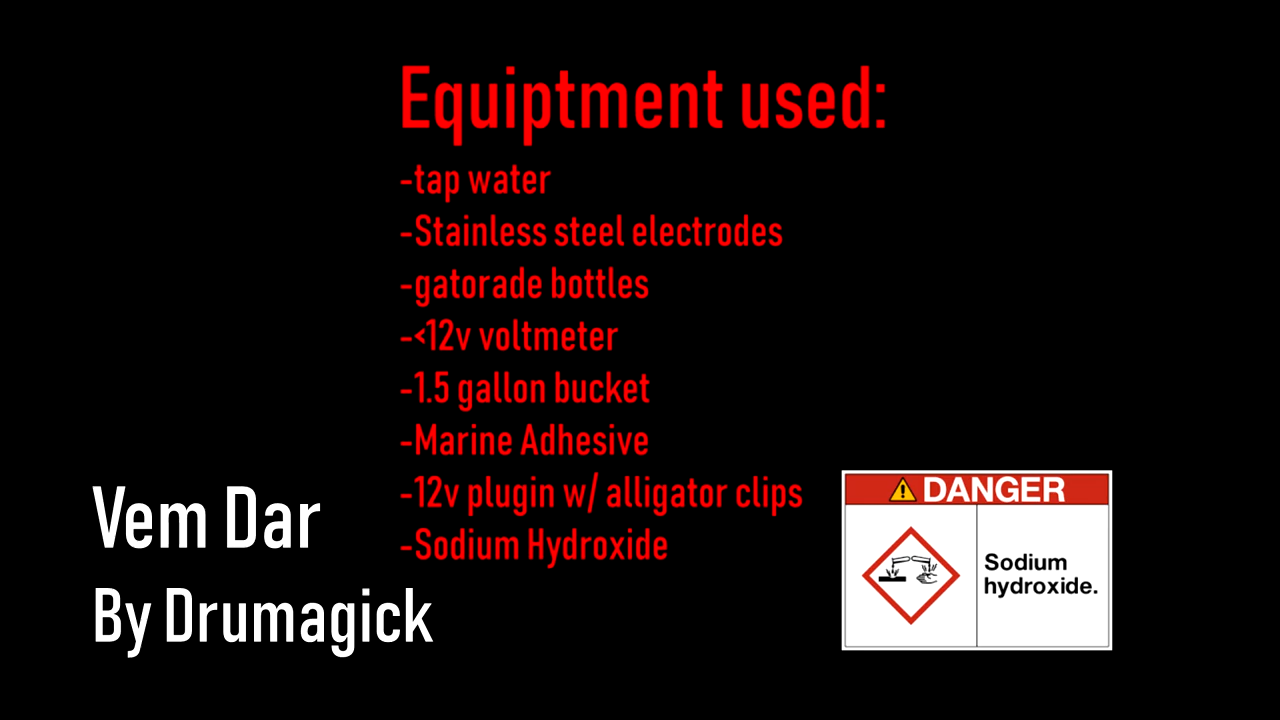 Equiptment used:
-tap water
-Stainless steel electrodes
-gatorade bottles
-<12v voltmeter
-1.5 gallon bucket
-Marine Adhesive
-12v plugin w/ alligator clips
-Sodium Hydroxide
Vem Dar
By Drumagick
DANGER
Sodium
hydroxide.